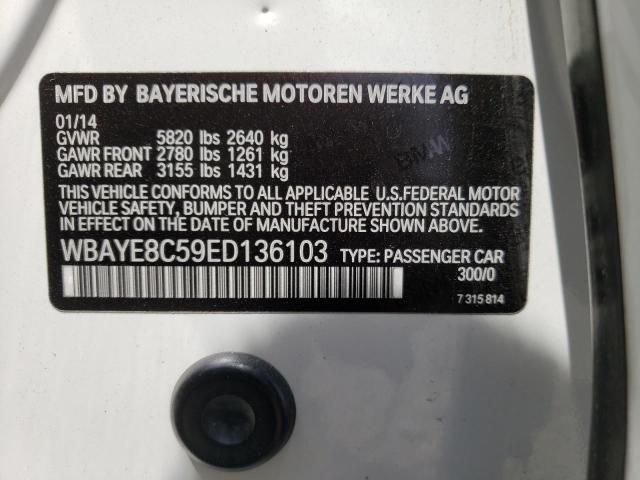 MFD BY BAYERISCHE MOTOREN WERKE AG
01/14
GVWR 5820 lbs 2640 kg
GAWR FRONT 2780 lbs 1261 kg
GAWR REAR 3155 lbs 1431 kg
THIS VEHICLE CONFORMS TO ALL APPLICABLE U.S.FEDERAL MOTOR
VEHICLE SAFETY, BUMPER AND THEFT PREVENTION STANDARDS
IN EFFECT ON THE DATE OF MANUFACTURE SHOWN ABOVE.
WBAYE8C59ED136103 TYPE: PASSENGER CAR
300/0
7 315 814
BMW